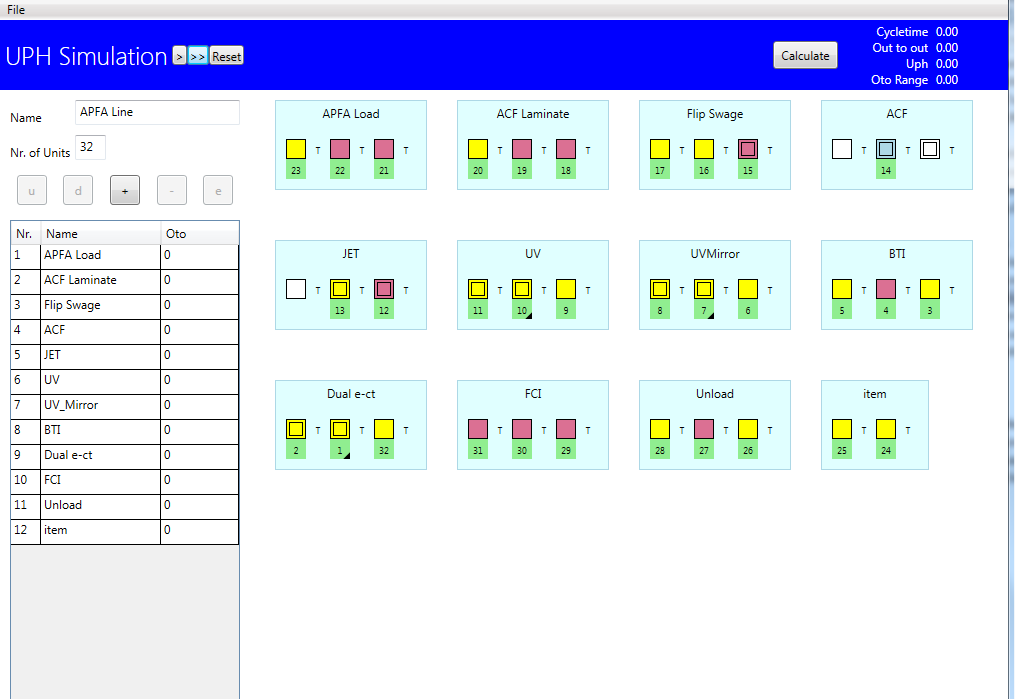 File
UPH Simulation > >> Reset
Calculate
Cycletime 0.00
Out to out 0.00
Uph 0.00
Oto Range 0.00
Name APFA Line
Nr. of Units 32
u d + - e
Nr. Name Oto
1 APFA Load 0
2 ACF Laminate 0
3 Flip Swage 0
4 ACF 0
5 JET 0
6 UV 0
7 UV_Mirror 0
8 BTI 0
9 Dual e-ct 0
10 FCI 0
11 Unload 0
12 item 0
APFA Load
T T T
23 22 21
ACF Laminate
T T T
20 19 18
Flip Swage
T T T
17 16 15
ACF
T T T
14
JET
T T T
13 12
UV
T T T
11 10 9
UVMirror
T T T
8 7 6
BTI
T T T
5 4 3
Dual e-ct
T T T
2 1 32
FCI
T T T
31 30 29
Unload
T T T
28 27 26
item
T T
25 24